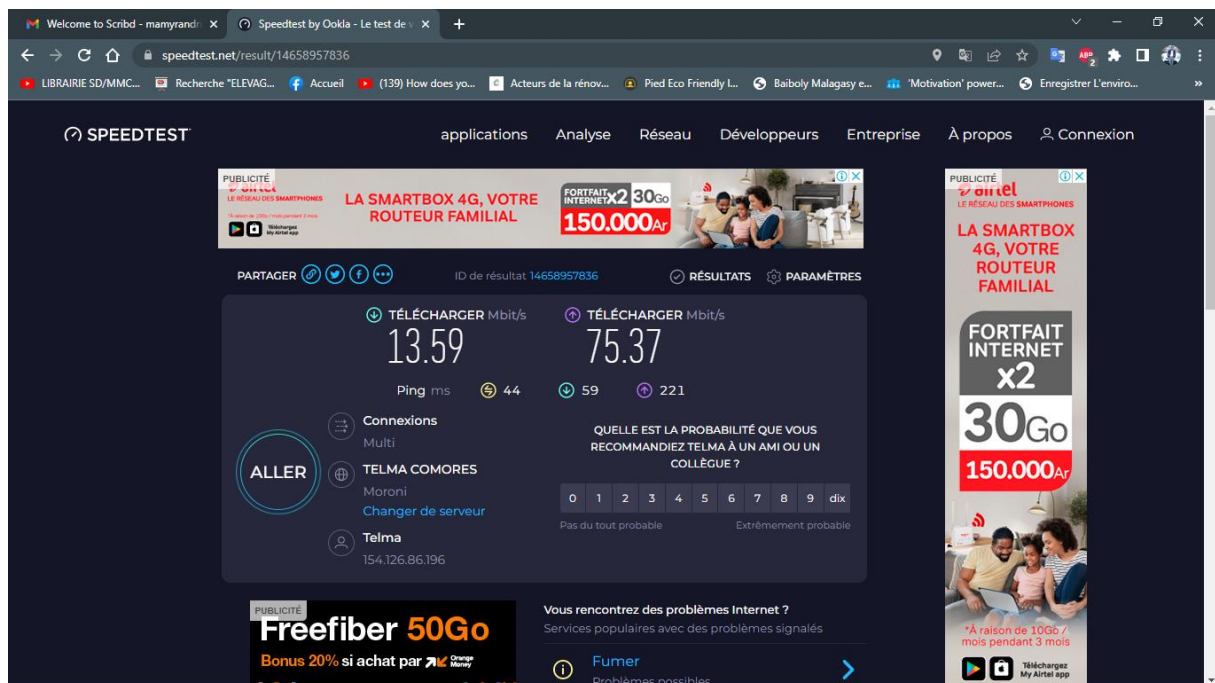 Welcome to Scribd - mamyrandri
Speedtest by Ookla - Le test de v
speedtest.net/result/14658957836
LIBRAIRIE SD/MMC...
Recherche "ELEVAG...
Accueil
(139) How does yo...
Acteurs de la rénov...
Pied Eco Friendly I...
Baiboly Malagasy e...
'Motivation' power...
Enregistrer L'enviro...
»
SPEEDTEST
applications
Analyse
Réseau
Développeurs
Entreprise
À propos
Connexion
PUBLICITÉ
airtel
LE RÉSEAU DES SMARTPHONES
Téléchargez
My Airtel app
LA SMARTBOX 4G, VOTRE
ROUTEUR FAMILIAL
FORTFAIT
INTERNET x2 30Go
150.000Ar
PARTAGER
ID de résultat 14658957836
RÉSULTATS
PARAMÈTRES
TÉLÉCHARGER Mbit/s
13.59
TÉLÉCHARGER Mbit/s
75.37
Ping ms 44 59 221
ALLER
Connexions
Multi
TELMA COMORES
Moroni
Changer de serveur
Telma
154.126.86.196
QUELLE EST LA PROBABILITÉ QUE VOUS
RECOMMANDIEZ TELMA À UN AMI OU UN
COLLÈGUE ?
0 1 2 3 4 5 6 7 8 9 dix
Pas du tout probable
Extrêmement probable
PUBLICITÉ
Freefiber 50Go
Bonus 20% si achat par Orange Money
Vous rencontrez des problèmes Internet ?
Services populaires avec des problèmes signalés
Fumer
Problèmes possibles
PUBLICITÉ
airtel
LE RÉSEAU DES SMARTPHONES
LA SMARTBOX
4G, VOTRE
ROUTEUR
FAMILIAL
FORTFAIT
INTERNET
x2
30Go
150.000Ar
*À raison de 10Go /
mois pendant 3 mois
Téléchargez
My Airtel app